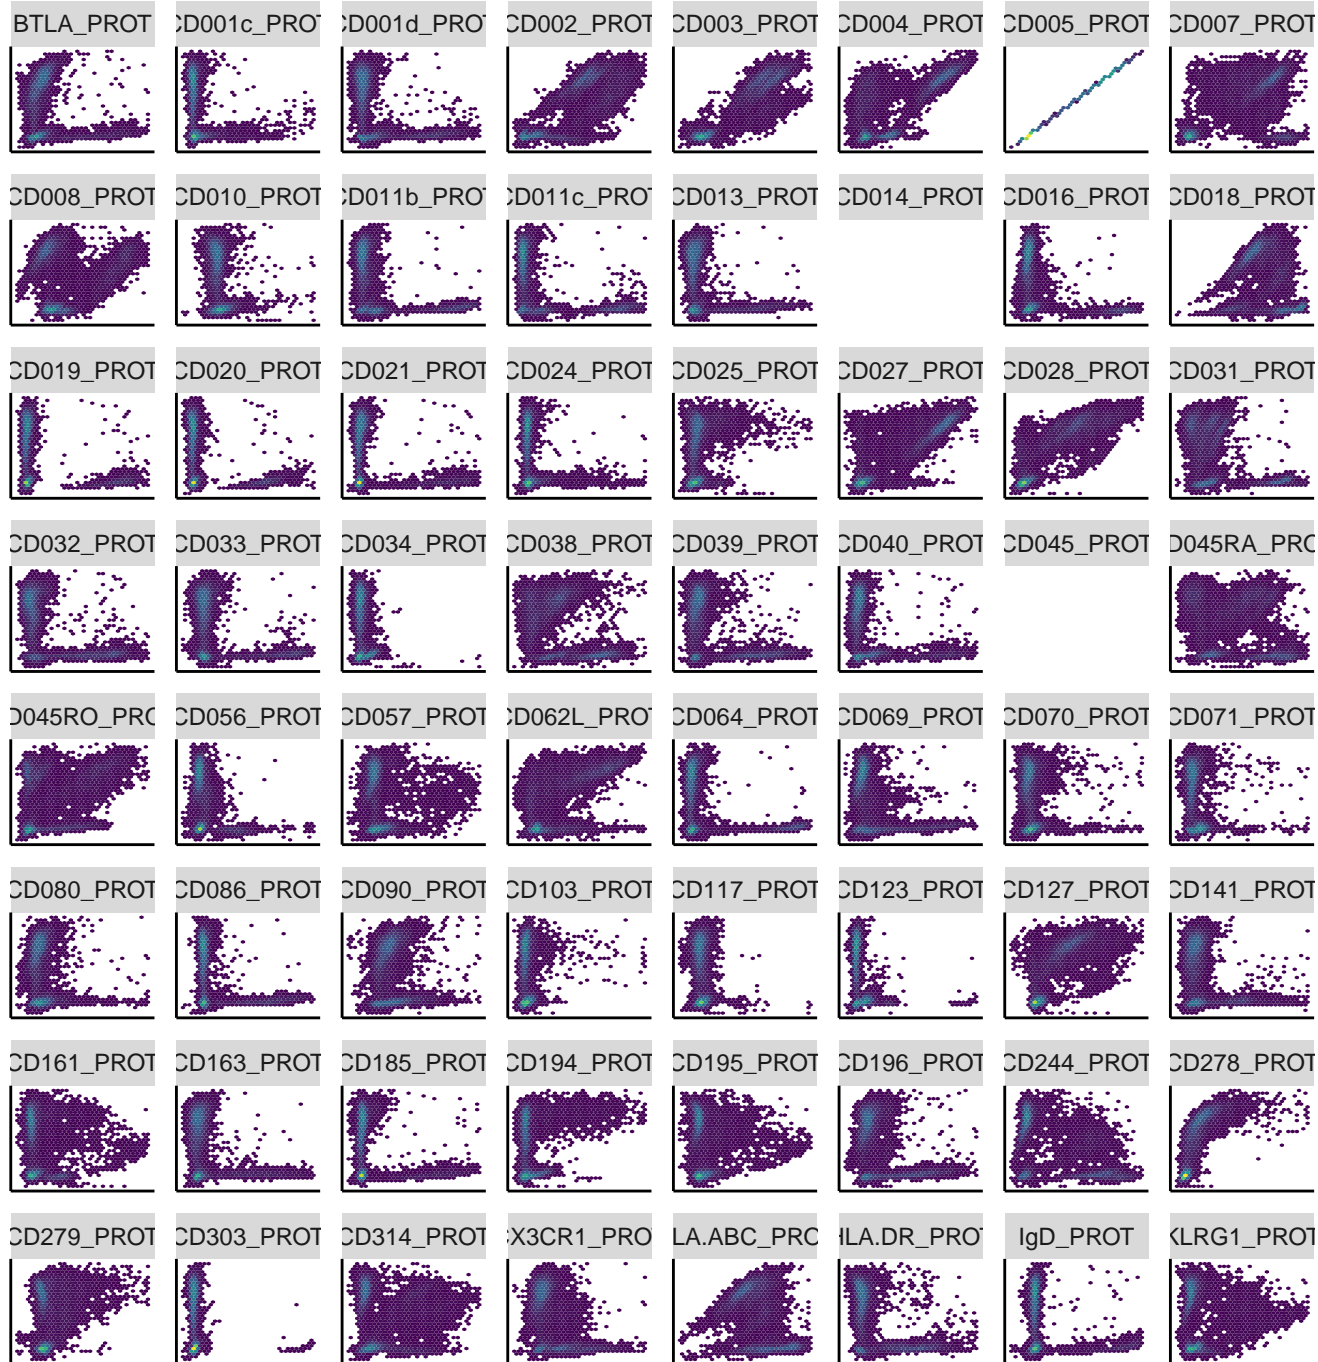 BTLA_PROT CD001c_PROT CD001d_PROT CD002_PROT CD003_PROT CD004_PROT CD005_PROT CD007_PROT
CD008_PROT CD010_PROT CD011b_PROT CD011c_PROT CD013_PROT CD014_PROT CD016_PROT CD018_PROT
CD019_PROT CD020_PROT CD021_PROT CD024_PROT CD025_PROT CD027_PROT CD028_PROT CD031_PROT
CD032_PROT CD033_PROT CD034_PROT CD038_PROT CD039_PROT CD040_PROT CD045_PROT D045RA_PRO
D045RO_PRO CD056_PROT CD057_PROT CD062L_PROT CD064_PROT CD069_PROT CD070_PROT CD071_PROT
CD080_PROT CD086_PROT CD090_PROT CD103_PROT CD117_PROT CD123_PROT CD127_PROT CD141_PROT
CD161_PROT CD163_PROT CD185_PROT CD194_PROT CD195_PROT CD196_PROT CD244_PROT CD278_PROT
CD279_PROT CD303_PROT CD314_PROT CX3CR1_PRO LA.ABC_PRO HLA.DR_PROT IgD_PROT KLRG1_PROT